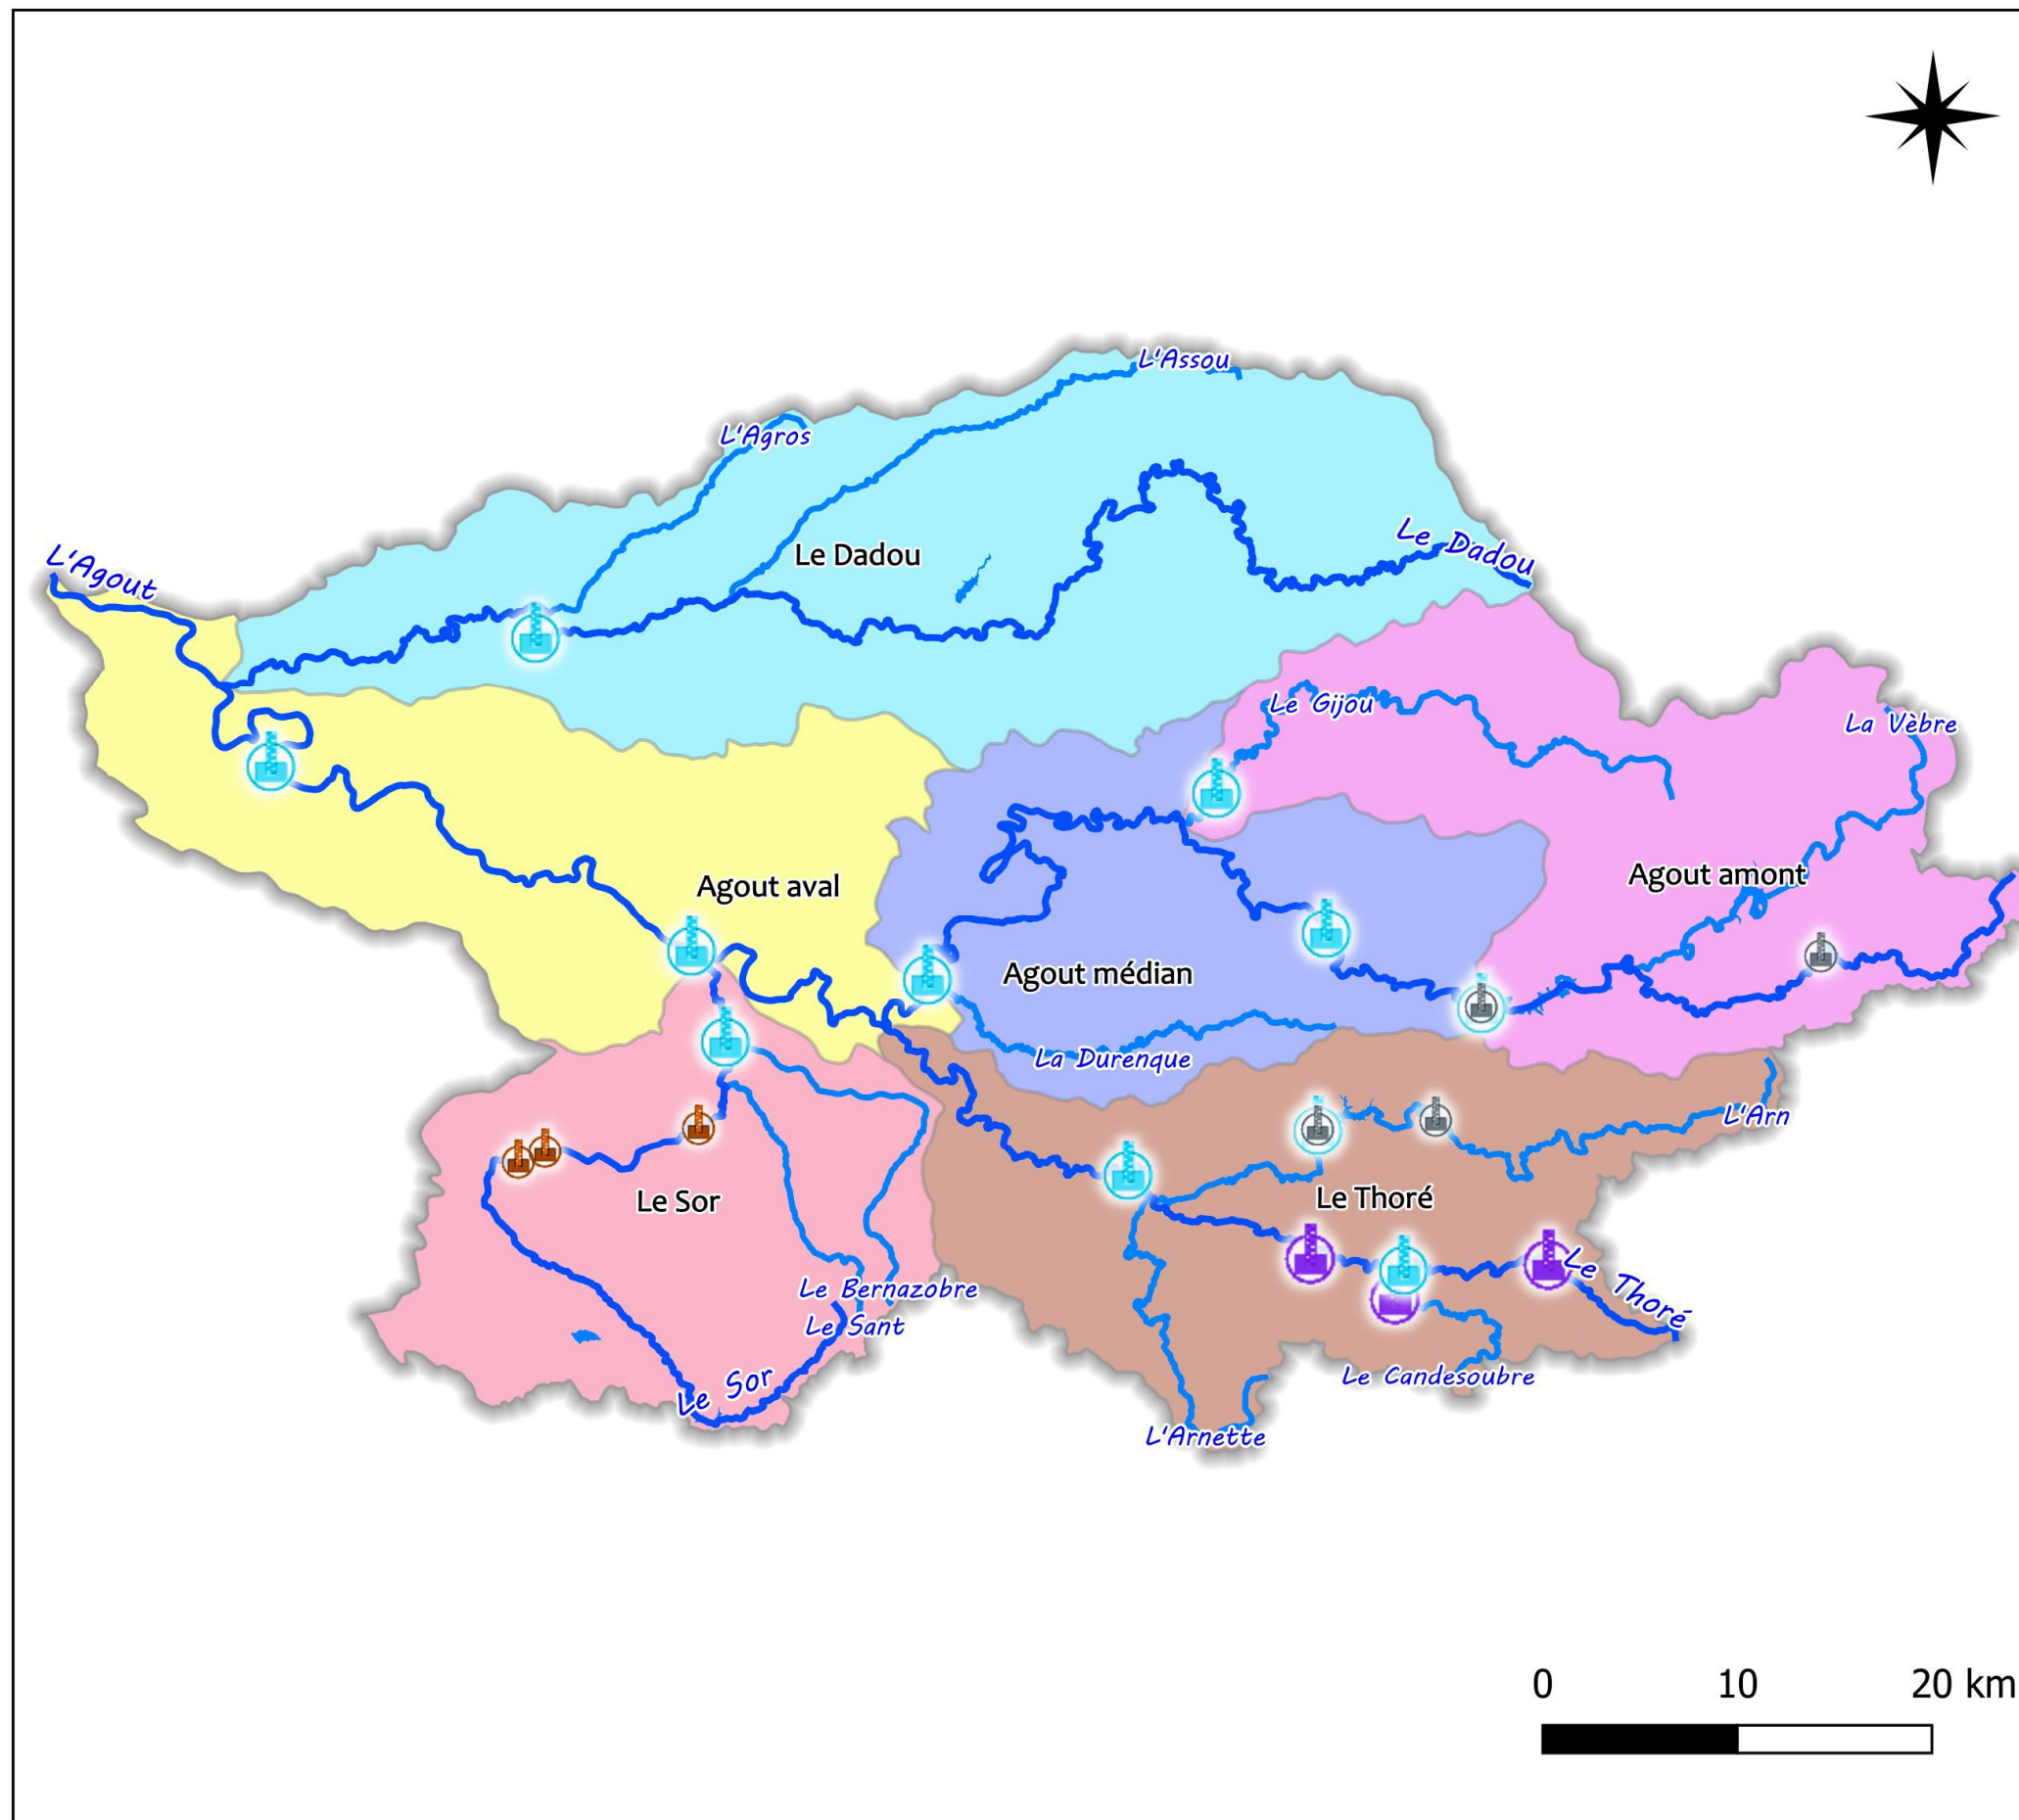 L'Assou
L'Agros
Le Dadou
Le Dadou
L'Agout
Le Gijou
La Vèbre
Agout amont
Agout aval
Agout médian
La Durenque
L'Arn
Le Sor
Le Thoré
Le Bernazobre
Le Thoré
Le Sant
Le Sor
Le Candesoubre
L'Arnette
0 10 20 km